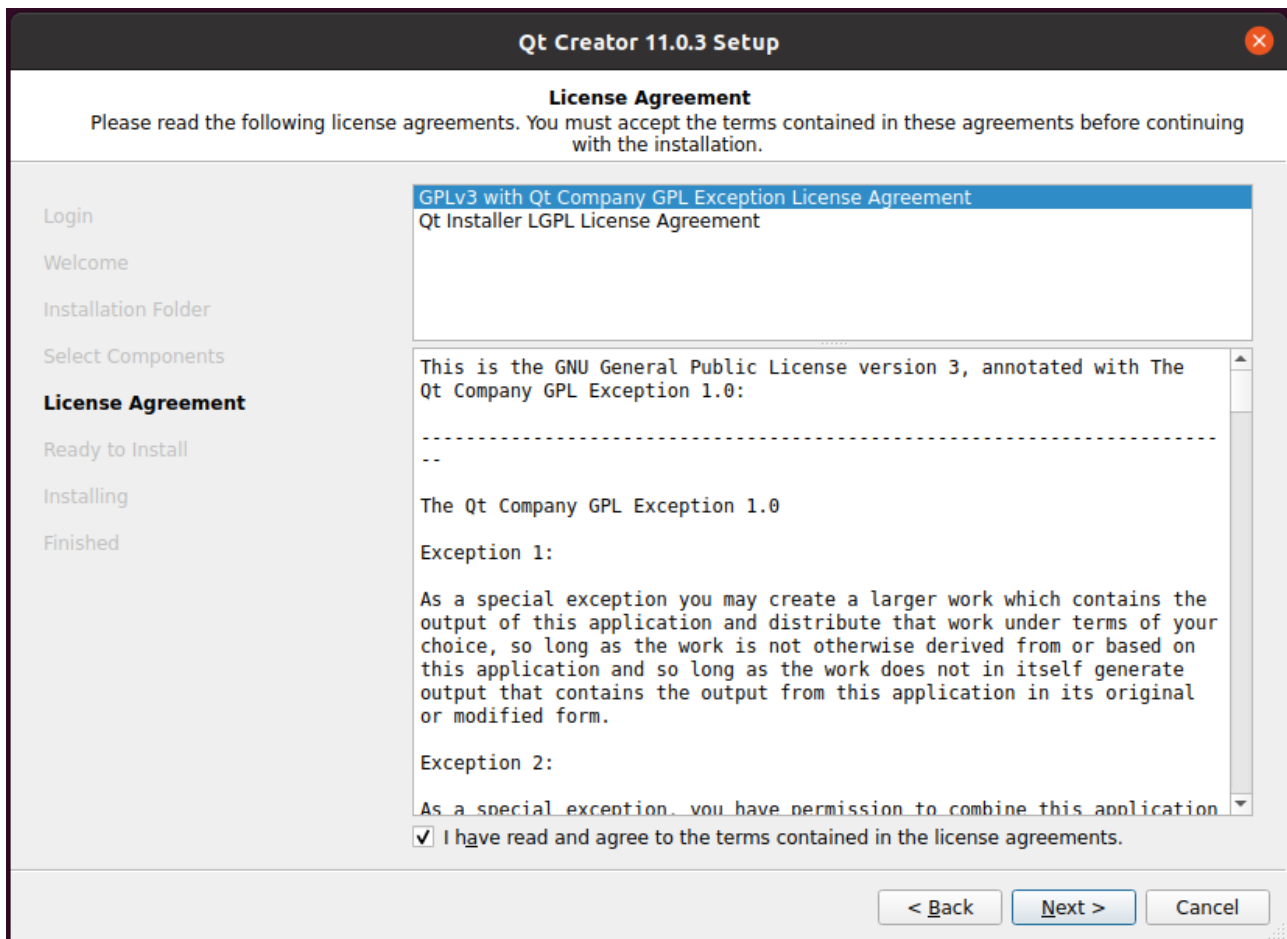 Qt Creator 11.0.3 Setup
License Agreement
Please read the following license agreements. You must accept the terms contained in these agreements before continuing
with the installation.
Login
Welcome
Installation Folder
Select Components
License Agreement
Ready to Install
Installing
Finished
GPLv3 with Qt Company GPL Exception License Agreement
Qt Installer LGPL License Agreement
This is the GNU General Public License version 3, annotated with The
Qt Company GPL Exception 1.0:
-----------------------------------------------------------------------
--
The Qt Company GPL Exception 1.0
Exception 1:
As a special exception you may create a larger work which contains the
output of this application and distribute that work under terms of your
choice, so long as the work is not otherwise derived from or based on
this application and so long as the work does not in itself generate
output that contains the output from this application in its original
or modified form.
Exception 2:
As a special exception, you have permission to combine this application
I have read and agree to the terms contained in the license agreements.
< Back
Next >
Cancel